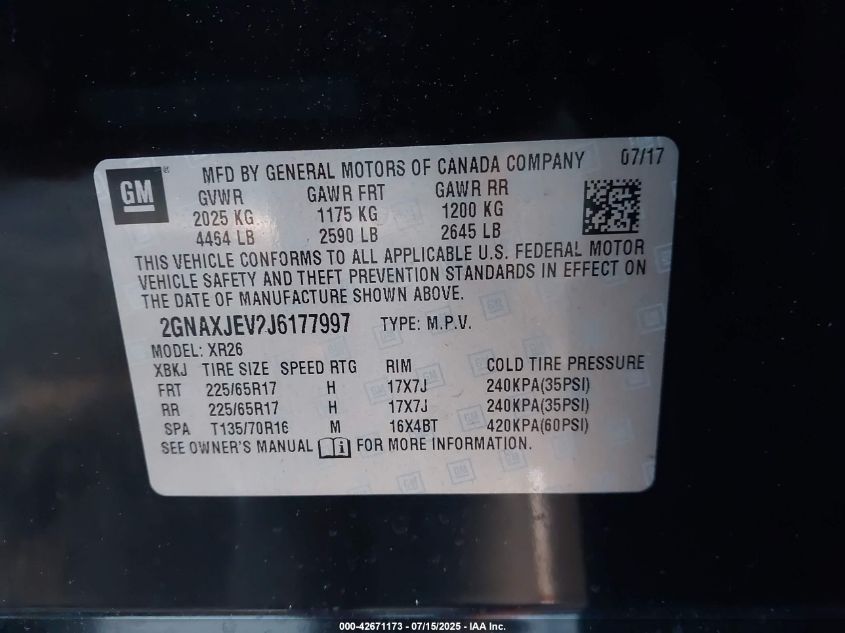 GM
MFD BY GENERAL MOTORS OF CANADA COMPANY 07/17
GVWR GAWR FRT GAWR RR
2025 KG 1175 KG 1200 KG
4464 LB 2590 LB 2645 LB
THIS VEHICLE CONFORMS TO ALL APPLICABLE U.S. FEDERAL MOTOR
VEHICLE SAFETY AND THEFT PREVENTION STANDARDS IN EFFECT ON
THE DATE OF MANUFACTURE SHOWN ABOVE.
2GNAXJEV2J6177997 TYPE: M.P.V.
MODEL: XR26
XBKJ TIRE SIZE SPEED RTG RIM COLD TIRE PRESSURE
FRT 225/65R17 H 17X7J 240KPA(35PSI)
RR 225/65R17 H 17X7J 240KPA(35PSI)
SPA T135/70R16 M 16X4BT 420KPA(60PSI)
SEE OWNER'S MANUAL FOR MORE INFORMATION.
000-42671173 - 07/15/2025 - IAA Inc.